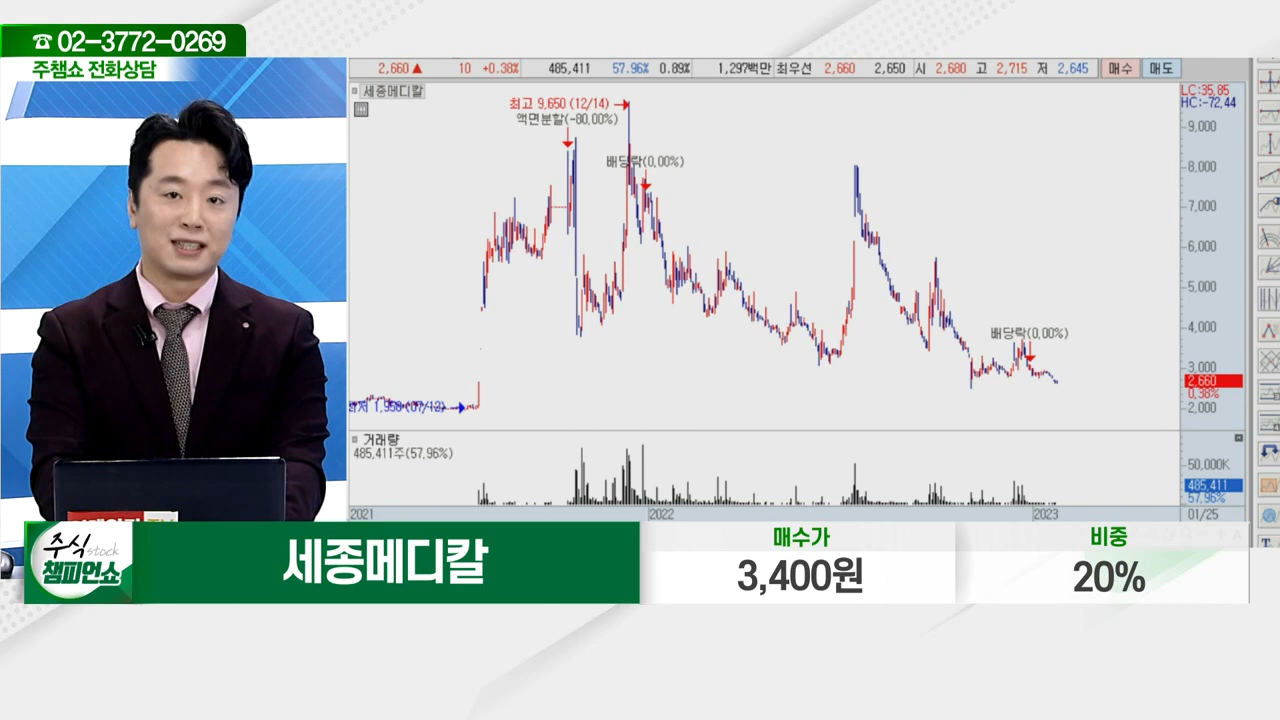 ☎ 02-3772-0269
주챔쇼 전화상담
2,660 ▲ 10 +0.38% 485,411 57.96% 0.89% 1,297백만 최우선 2,660 2,650 시 2,680 고 2,715 저 2,645 매수 매도
세종메디칼
LC:35.85
HC:-72.44
최고 9,650 (12/14)
액면분할(-80.00%)
배당락(0.00%)
배당락(0.00%)
9,000
8,000
7,000
6,000
5,000
4,000
3,000
2,660
0.38%
2,000
최저 1,958 (07/12)
거래량
485,411주(57.96%)
50,000K
485,411
57.96%
2021
2022
2023
01/25
주식 stock
챔피언쇼
세종메디칼
매수가
3,400원
비중
20%